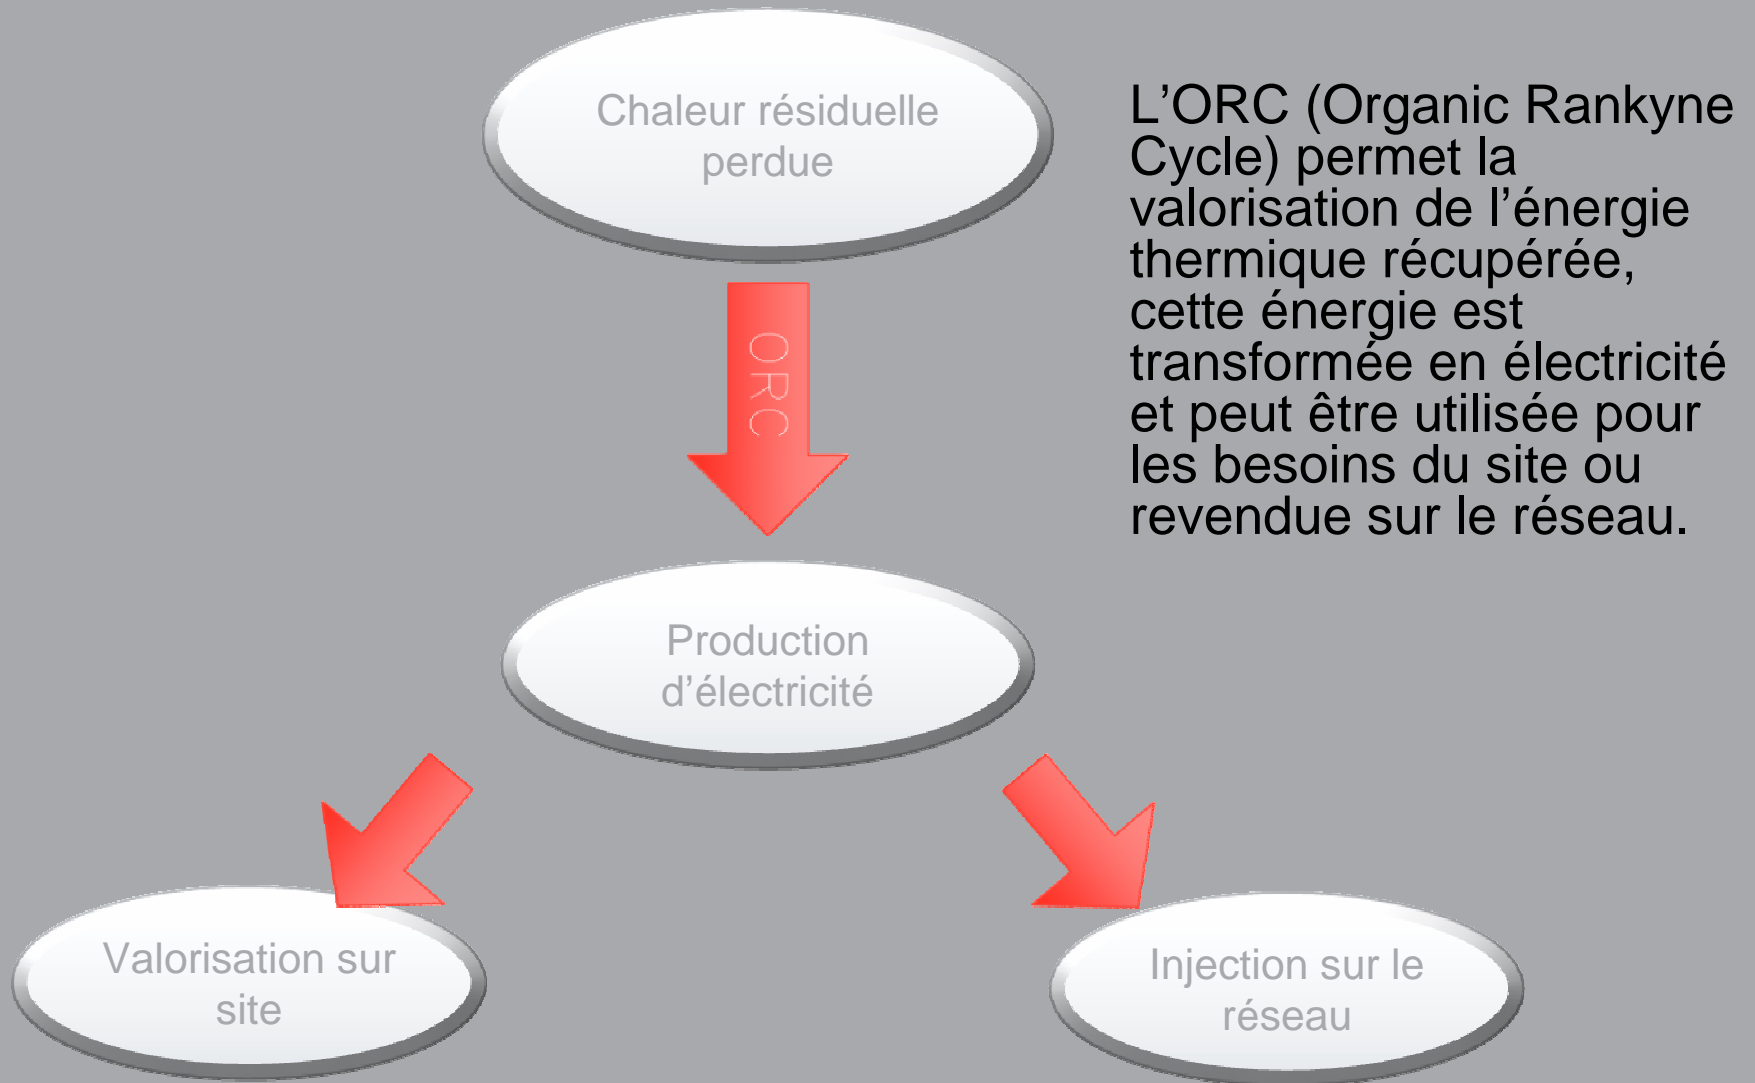 Chaleur résiduelle
perdue
L’ORC (Organic Rankyne
Cycle) permet la
valorisation de l’énergie
thermique récupérée,
cette énergie est
transformée en électricité
et peut être utilisée pour
les besoins du site ou
revendue sur le réseau.
ORC
Production
d’électricité
Valorisation sur
site
Injection sur le
réseau